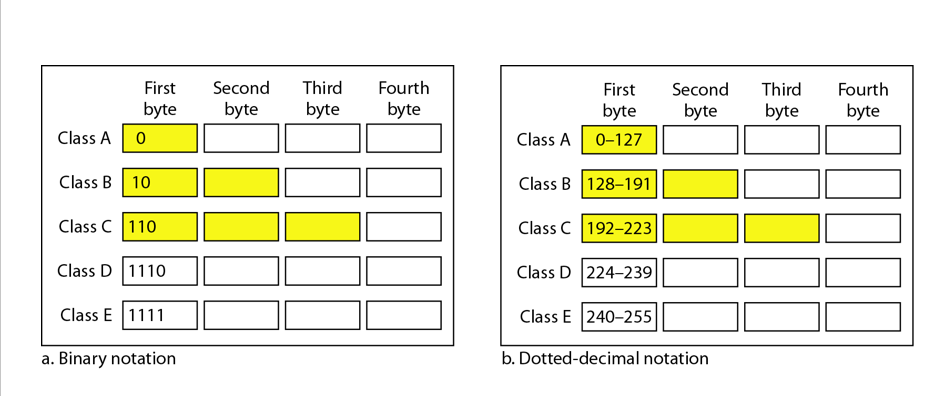 First Second Third Fourth
byte byte byte byte
Class A 0
Class B 10
Class C 110
Class D 1110
Class E 1111
a. Binary notation
First Second Third Fourth
byte byte byte byte
Class A 0–127
Class B 128–191
Class C 192–223
Class D 224–239
Class E 240–255
b. Dotted-decimal notation